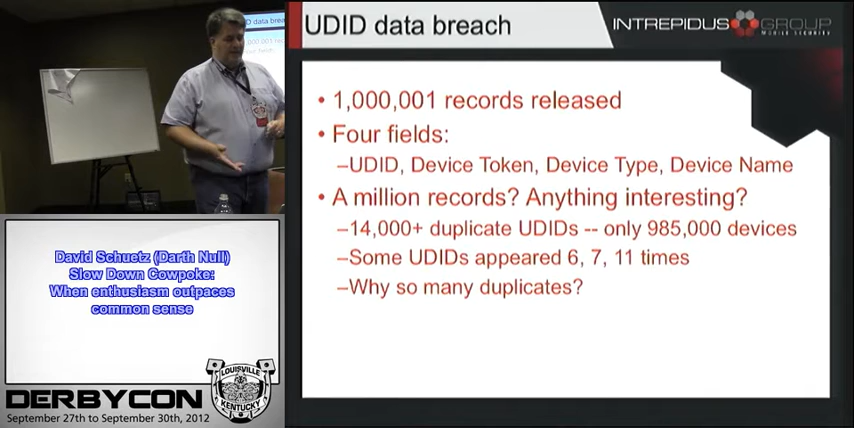 UDID data breach
INTREPIDUS GROUP
MOBILE SECURITY
• 1,000,001 records released
• Four fields:
–UDID, Device Token, Device Type, Device Name
• A million records? Anything interesting?
–14,000+ duplicate UDIDs -- only 985,000 devices
–Some UDIDs appeared 6, 7, 11 times
–Why so many duplicates?
David Schuetz (Darth Null)
Slow Down Cowpoke:
When enthusiasm outpaces
common sense
LOUISVILLE
KENTUCKY
DERBYCON
September 27th to September 30th, 2012